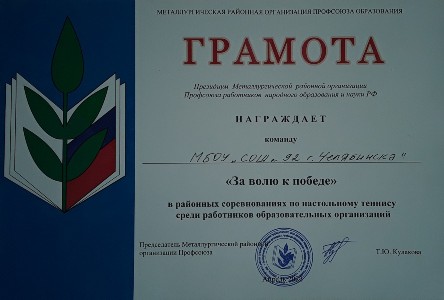 МЕТАЛЛУРГИЧЕСКАЯ РАЙОННАЯ ОРГАНИЗАЦИЯ ПРОФСОЮЗА ОБРАЗОВАНИЯ
ГРАМОТА
Президиум Металлургической районной организации
Профсоюза работников народного образования и науки РФ
НАГРАЖДАЕТ
команду
МБОУ „СОШ № 92 г. Челябинска"
«За волю к победе»
в районных соревнованиях по настольному теннису
среди работников образовательных организаций
Председатель Металлургической районной
организации Профсоюза
Т.Ю. Кулакова
Апрель